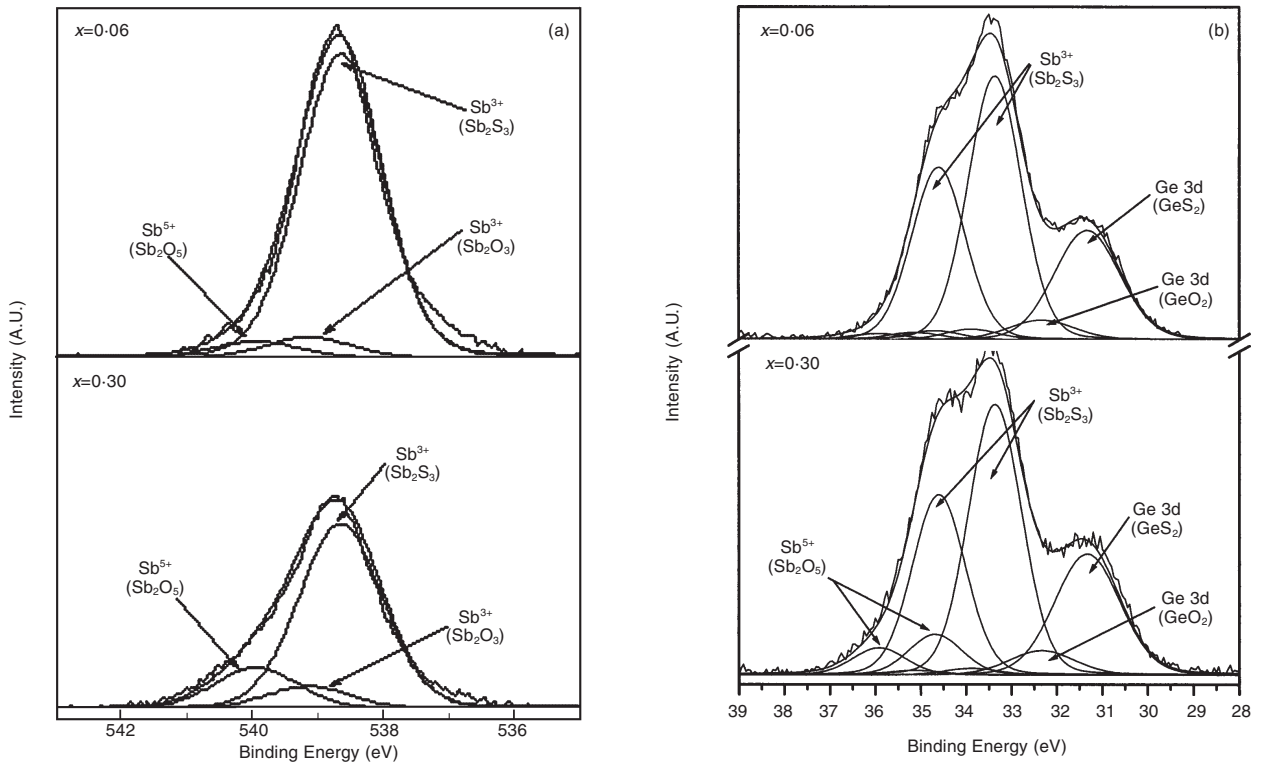 x=0·06
(a)
Sb3+
(Sb2S3)
Sb5+
(Sb2O5)
Sb3+
(Sb2O3)
x=0·30
Sb3+
(Sb2S3)
Sb5+
(Sb2O5)
Sb3+
(Sb2O3)
Intensity (A.U.)
542 540 538 536
Binding Energy (eV)
x=0·06
(b)
Sb3+
(Sb2S3)
Ge 3d
(GeS2)
Ge 3d
(GeO2)
x=0·30
Sb3+
(Sb2S3)
Ge 3d
(GeS2)
Sb5+
(Sb2O5)
Ge 3d
(GeO2)
Intensity (A.U.)
39 38 37 36 35 34 33 32 31 30 29 28
Binding Energy (eV)